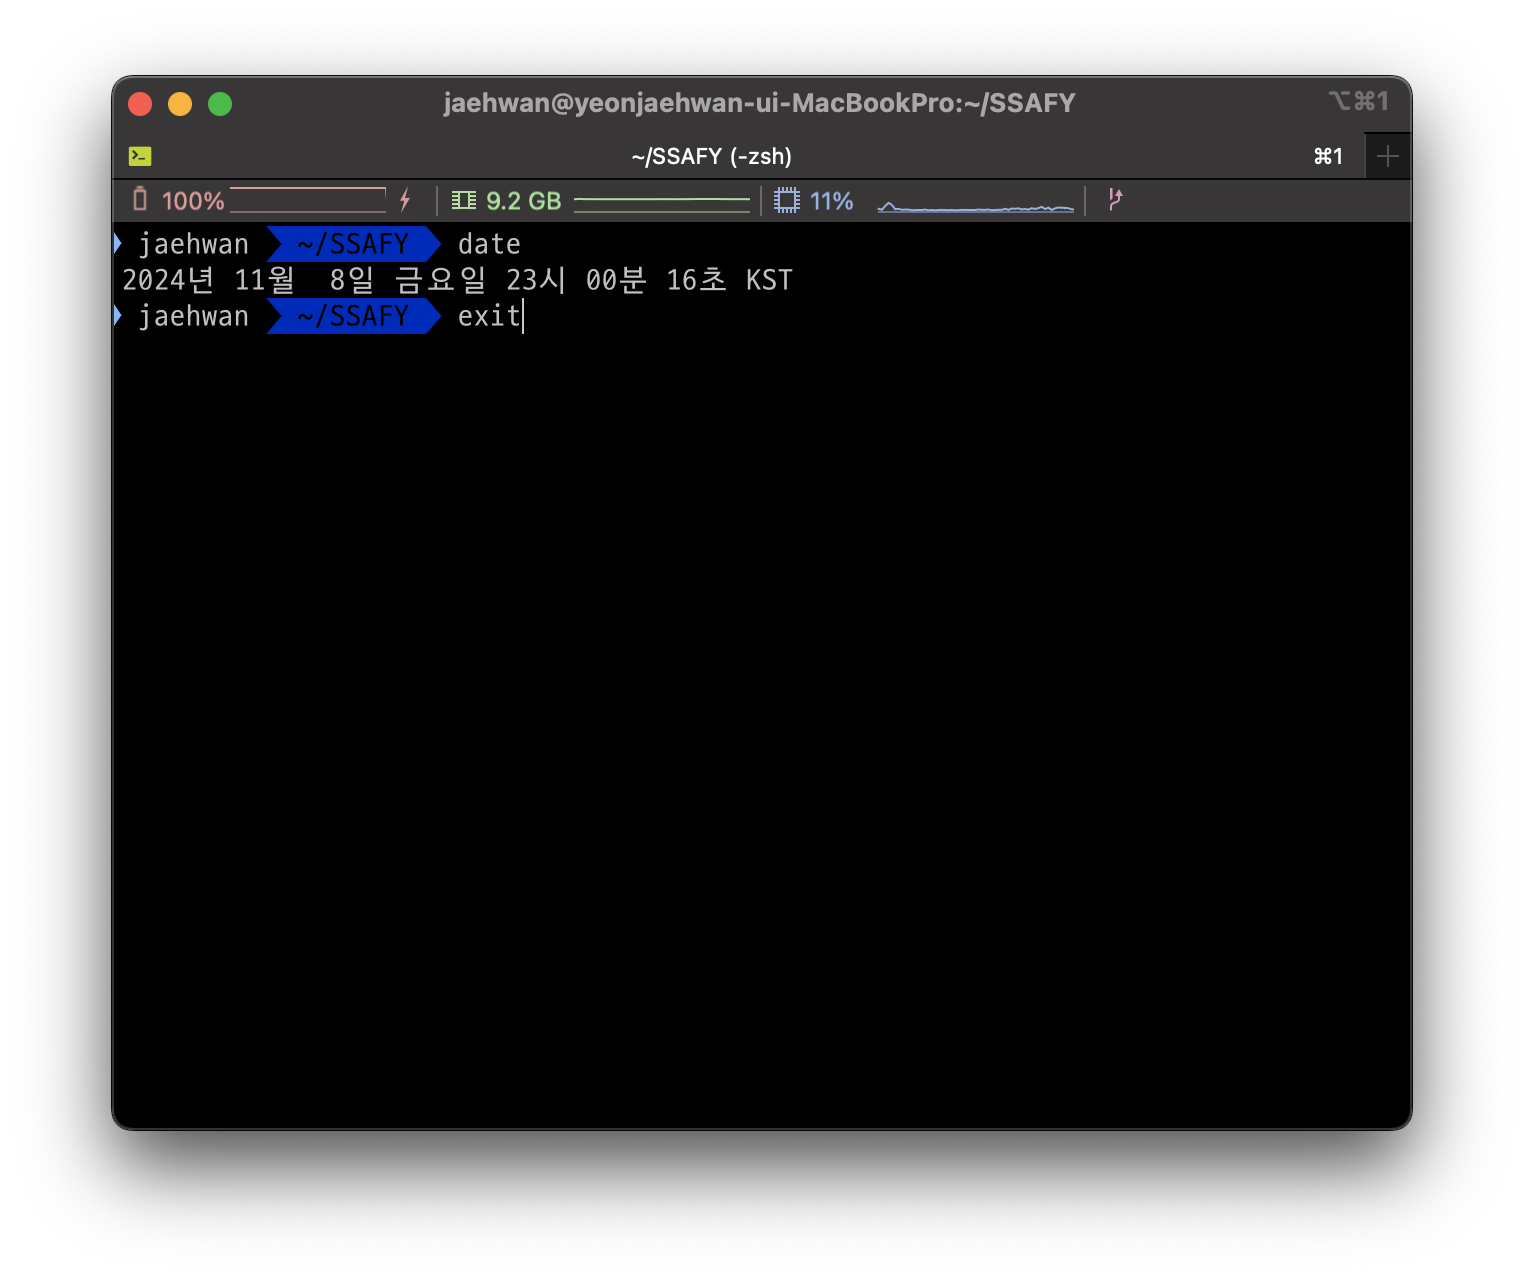 jaehwan@yeonjaehwan-ui-MacBookPro:~/SSAFY ⌥⌘1
~/SSAFY (-zsh) ⌘1
100% 9.2 GB 11%
jaehwan ~/SSAFY date
2024년 11월  8일 금요일 23시 00분 16초 KST
jaehwan ~/SSAFY exit